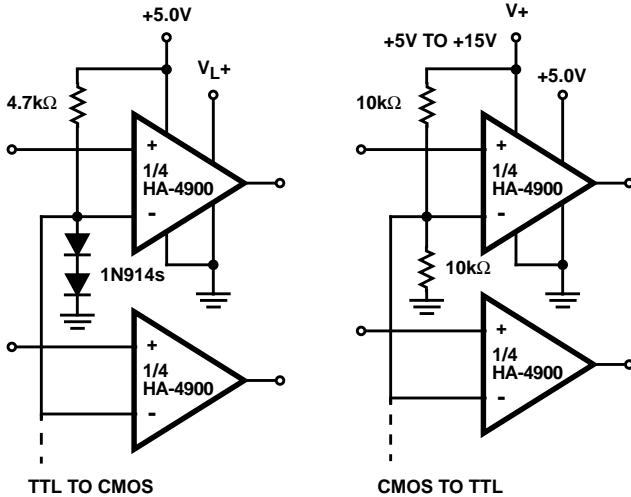 +5.0V
VL+
4.7kΩ
+
1/4
HA-4900
-
1N914s
+
1/4
HA-4900
-
TTL TO CMOS
V+
+5V TO +15V
+5.0V
10kΩ
+
1/4
HA-4900
-
10kΩ
+
1/4
HA-4900
-
CMOS TO TTL